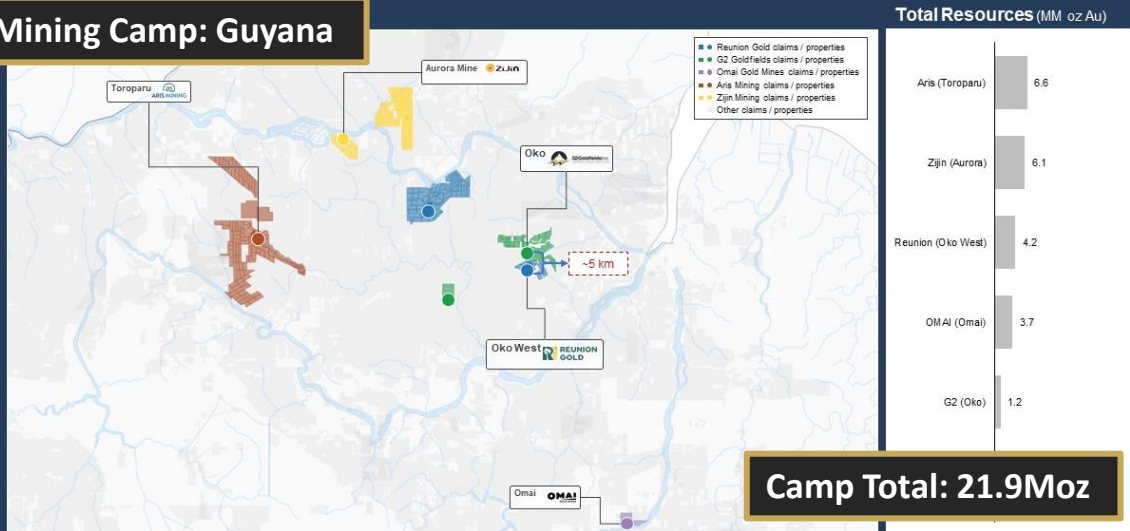 Mining Camp: Guyana
Total Resources (MM oz Au)
Reunion Gold claims / properties
G2 Goldfields claims / properties
Omai Gold Mines claims / properties
Aris Mining claims / properties
Zijin Mining claims / properties
Other claims / properties
Toroparu ARIS MINING
Aurora Mine ZIJIN
Oko G2Goldfields Inc.
~5 km
Oko West REUNION
GOLD
Omai OMAI
Aris (Toroparu) 6.6
Zijin (Aurora) 6.1
Reunion (Oko West) 4.2
OMAI (Omai) 3.7
G2 (Oko) 1.2
Camp Total: 21.9Moz